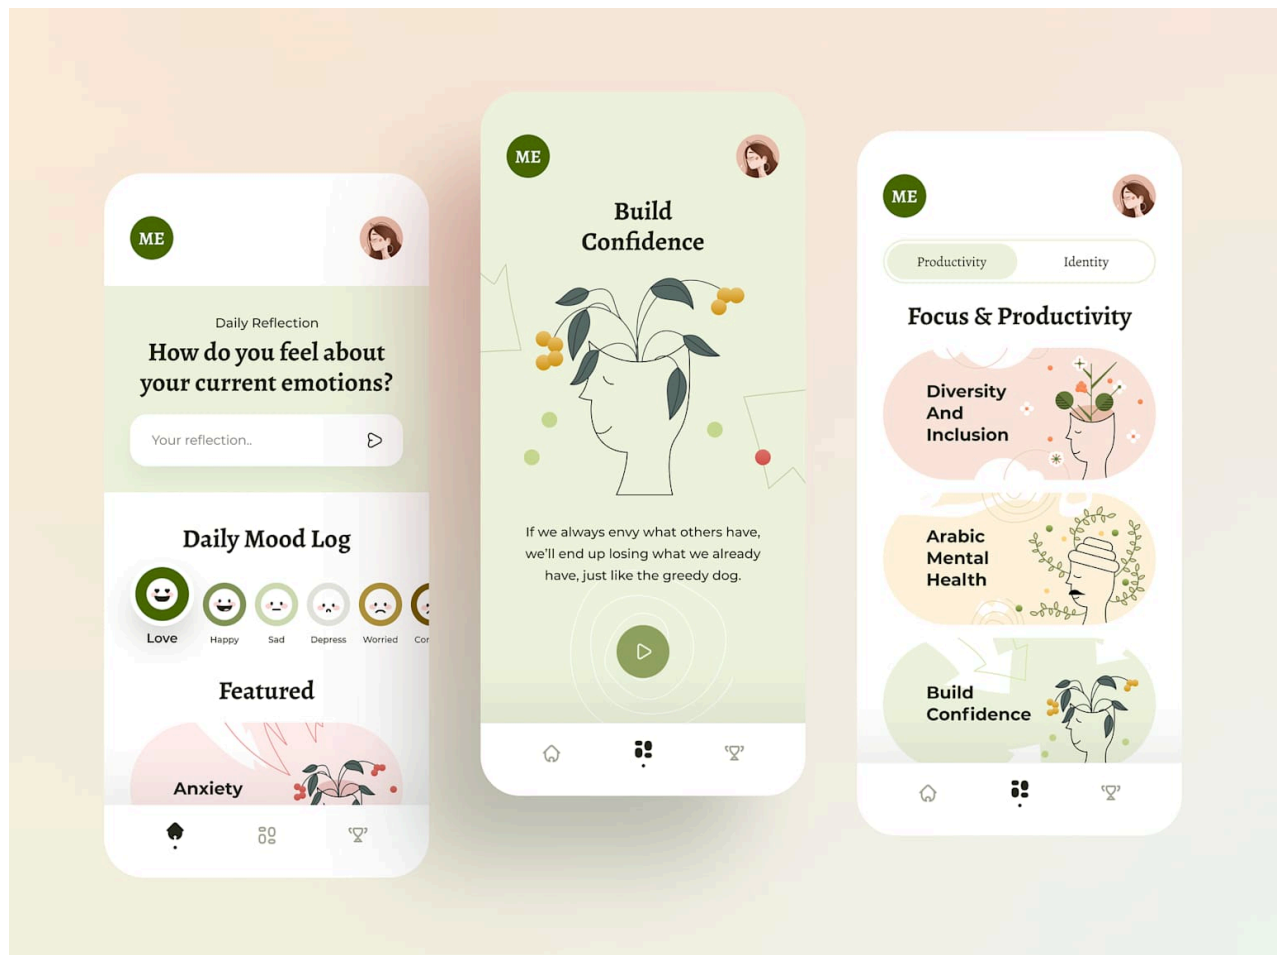 ME
Daily Reflection
How do you feel about
your current emotions?
Your reflection..
Daily Mood Log
Love
Happy
Sad
Depress
Worried
Featured
Anxiety
ME
Build
Confidence
If we always envy what others have,
we'll end up losing what we already
have, just like the greedy dog.
ME
Productivity
Identity
Focus & Productivity
Diversity
And
Inclusion
Arabic
Mental
Health
Build
Confidence